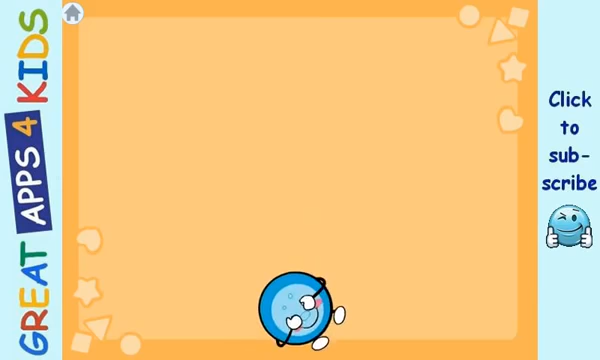 GREAT APPS 4 KIDS
Click
to
sub-
scribe